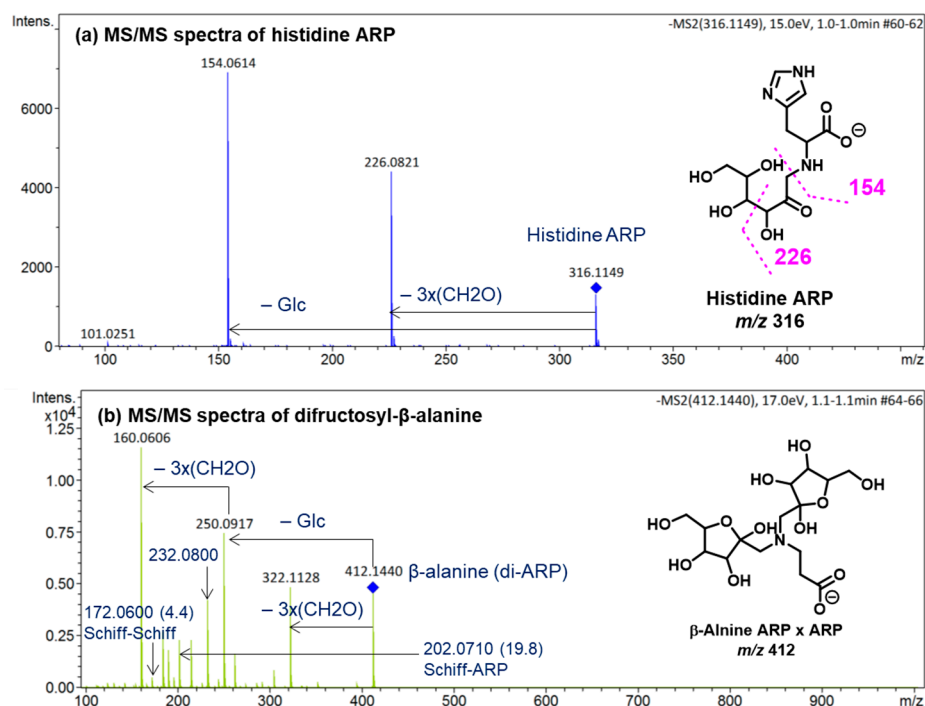 Intens.
(a) MS/MS spectra of histidine ARP
-MS2(316.1149), 15.0eV, 1.0-1.0min #60-62
154.0614
6000
226.0821
4000
Histidine ARP
2000
316.1149
– Glc
– 3x(CH2O)
101.0251
0
100 150 200 250 300 350 400 m/z
N NH
O
O⊖
NH
HO OH
HO O
OH
154
226
Histidine ARP
m/z 316
Intens.
x10⁴
(b) MS/MS spectra of difructosyl-β-alanine
-MS2(412.1440), 17.0eV, 1.1-1.1min #64-66
1.25
160.0606
– 3x(CH2O)
1.00
– Glc
0.75
250.0917
232.0800
β-alanine (di-ARP)
0.50
322.1128
412.1440
172.0600 (4.4)
Schiff-Schiff
– 3x(CH2O)
0.25
202.0710 (19.8)
Schiff-ARP
0.00
100 200 300 400 500 600 700 800 900 m/z
HO
HO OH
O
HO O OH OH
N
HO OH
O
O⊖
β-Alnine ARP x ARP
m/z 412